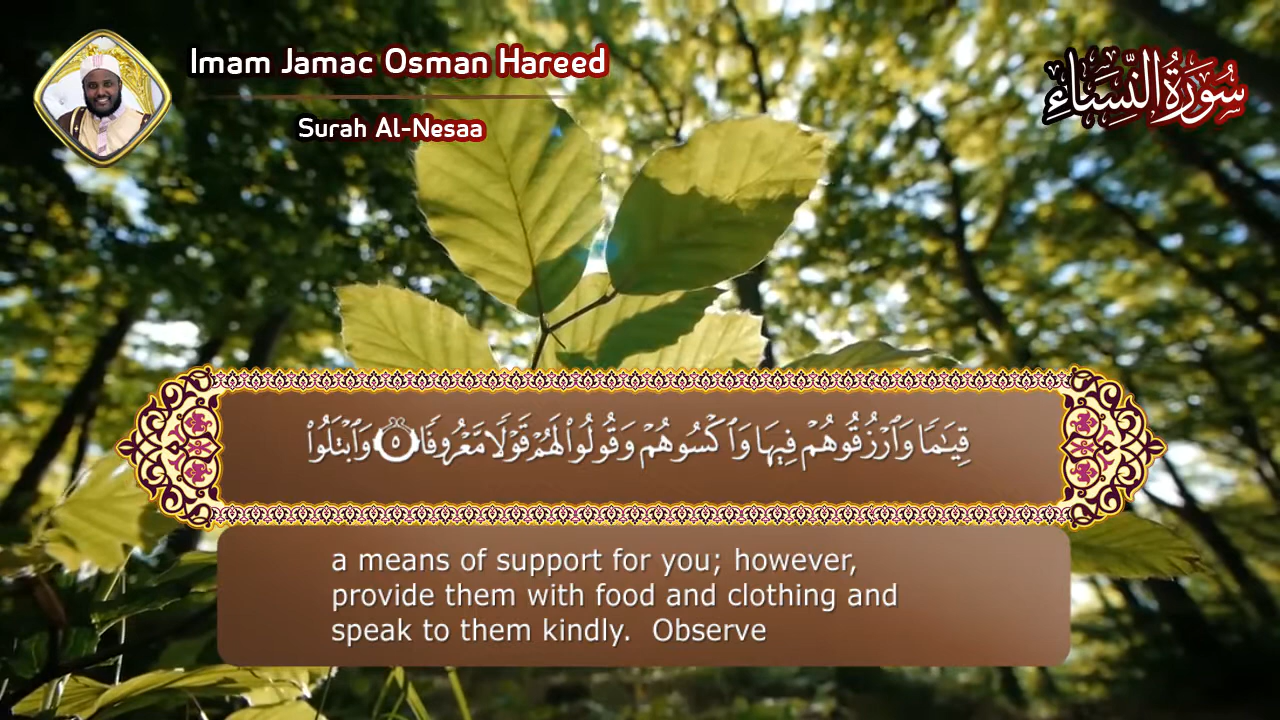 Imam Jamac Osman Hareed
Surah Al-Nesaa
سُورَةُ النِّسَاءِ
قِيَـٰمًا وَٱرْزُقُوهُمْ فِيهَا وَٱكْسُوهُمْ وَقُولُوا۟ لَهُمْ قَوْلًا مَّعْرُوفًا ٥ وَٱبْتَلُوا۟
a means of support for you; however,
provide them with food and clothing and
speak to them kindly. Observe